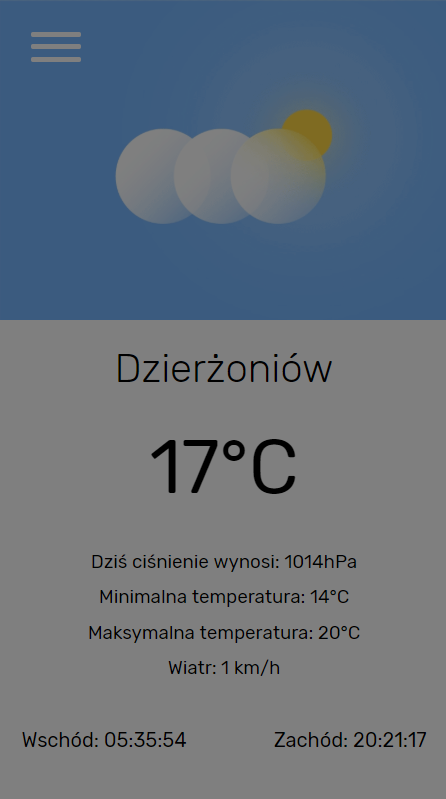 Dzierżoniów
17°C
Dziś ciśnienie wynosi: 1014hPa
Minimalna temperatura: 14°C
Maksymalna temperatura: 20°C
Wiatr: 1 km/h
Wschód: 05:35:54 Zachód: 20:21:17